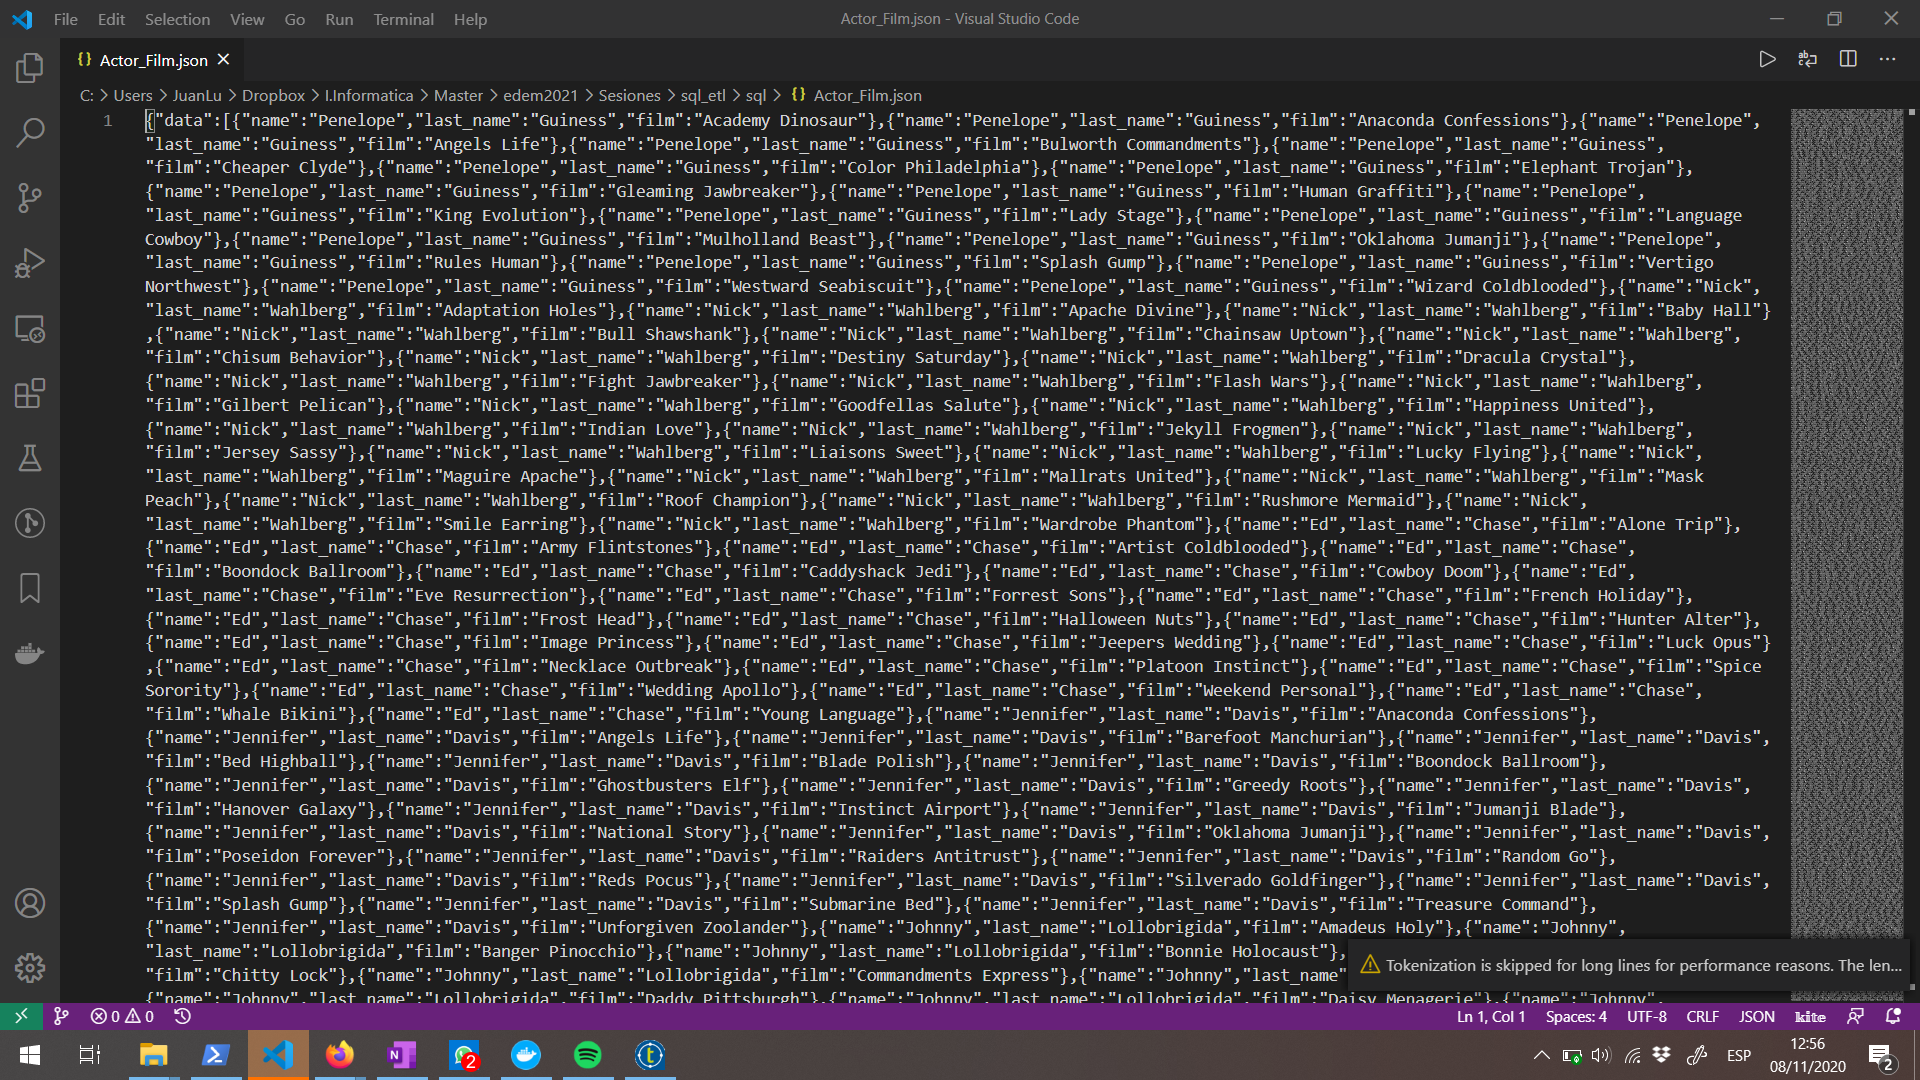 File Edit Selection View Go Run Terminal Help
Actor_Film.json - Visual Studio Code
{} Actor_Film.json ×
C: > Users > JuanLu > Dropbox > I.Informatica > Master > edem2021 > Sesiones > sql_etl > sql > {} Actor_Film.json
1 {"data":[{"name":"Penelope","last_name":"Guiness","film":"Academy Dinosaur"},{"name":"Penelope","last_name":"Guiness","film":"Anaconda Confessions"},{"name":"Penelope",
"last_name":"Guiness","film":"Angels Life"},{"name":"Penelope","last_name":"Guiness","film":"Bulworth Commandments"},{"name":"Penelope","last_name":"Guiness",
"film":"Cheaper Clyde"},{"name":"Penelope","last_name":"Guiness","film":"Color Philadelphia"},{"name":"Penelope","last_name":"Guiness","film":"Elephant Trojan"},
{"name":"Penelope","last_name":"Guiness","film":"Gleaming Jawbreaker"},{"name":"Penelope","last_name":"Guiness","film":"Human Graffiti"},{"name":"Penelope",
"last_name":"Guiness","film":"King Evolution"},{"name":"Penelope","last_name":"Guiness","film":"Lady Stage"},{"name":"Penelope","last_name":"Guiness","film":"Language
Cowboy"},{"name":"Penelope","last_name":"Guiness","film":"Mulholland Beast"},{"name":"Penelope","last_name":"Guiness","film":"Oklahoma Jumanji"},{"name":"Penelope",
"last_name":"Guiness","film":"Rules Human"},{"name":"Penelope","last_name":"Guiness","film":"Splash Gump"},{"name":"Penelope","last_name":"Guiness","film":"Vertigo
Northwest"},{"name":"Penelope","last_name":"Guiness","film":"Westward Seabiscuit"},{"name":"Penelope","last_name":"Guiness","film":"Wizard Coldblooded"},{"name":"Nick",
"last_name":"Wahlberg","film":"Adaptation Holes"},{"name":"Nick","last_name":"Wahlberg","film":"Apache Divine"},{"name":"Nick","last_name":"Wahlberg","film":"Baby Hall"}
,{"name":"Nick","last_name":"Wahlberg","film":"Bull Shawshank"},{"name":"Nick","last_name":"Wahlberg","film":"Chainsaw Uptown"},{"name":"Nick","last_name":"Wahlberg",
"film":"Chisum Behavior"},{"name":"Nick","last_name":"Wahlberg","film":"Destiny Saturday"},{"name":"Nick","last_name":"Wahlberg","film":"Dracula Crystal"},
{"name":"Nick","last_name":"Wahlberg","film":"Fight Jawbreaker"},{"name":"Nick","last_name":"Wahlberg","film":"Flash Wars"},{"name":"Nick","last_name":"Wahlberg",
"film":"Gilbert Pelican"},{"name":"Nick","last_name":"Wahlberg","film":"Goodfellas Salute"},{"name":"Nick","last_name":"Wahlberg","film":"Happiness United"},
{"name":"Nick","last_name":"Wahlberg","film":"Indian Love"},{"name":"Nick","last_name":"Wahlberg","film":"Jekyll Frogmen"},{"name":"Nick","last_name":"Wahlberg",
"film":"Jersey Sassy"},{"name":"Nick","last_name":"Wahlberg","film":"Liaisons Sweet"},{"name":"Nick","last_name":"Wahlberg","film":"Lucky Flying"},{"name":"Nick",
"last_name":"Wahlberg","film":"Maguire Apache"},{"name":"Nick","last_name":"Wahlberg","film":"Mallrats United"},{"name":"Nick","last_name":"Wahlberg","film":"Mask
Peach"},{"name":"Nick","last_name":"Wahlberg","film":"Roof Champion"},{"name":"Nick","last_name":"Wahlberg","film":"Rushmore Mermaid"},{"name":"Nick",
"last_name":"Wahlberg","film":"Smile Earring"},{"name":"Nick","last_name":"Wahlberg","film":"Wardrobe Phantom"},{"name":"Ed","last_name":"Chase","film":"Alone Trip"},
{"name":"Ed","last_name":"Chase","film":"Army Flintstones"},{"name":"Ed","last_name":"Chase","film":"Artist Coldblooded"},{"name":"Ed","last_name":"Chase",
"film":"Boondock Ballroom"},{"name":"Ed","last_name":"Chase","film":"Caddyshack Jedi"},{"name":"Ed","last_name":"Chase","film":"Cowboy Doom"},{"name":"Ed",
"last_name":"Chase","film":"Eve Resurrection"},{"name":"Ed","last_name":"Chase","film":"Forrest Sons"},{"name":"Ed","last_name":"Chase","film":"French Holiday"},
{"name":"Ed","last_name":"Chase","film":"Frost Head"},{"name":"Ed","last_name":"Chase","film":"Halloween Nuts"},{"name":"Ed","last_name":"Chase","film":"Hunter Alter"},
{"name":"Ed","last_name":"Chase","film":"Image Princess"},{"name":"Ed","last_name":"Chase","film":"Jeepers Wedding"},{"name":"Ed","last_name":"Chase","film":"Luck Opus"}
,{"name":"Ed","last_name":"Chase","film":"Necklace Outbreak"},{"name":"Ed","last_name":"Chase","film":"Platoon Instinct"},{"name":"Ed","last_name":"Chase","film":"Spice
Sorority"},{"name":"Ed","last_name":"Chase","film":"Wedding Apollo"},{"name":"Ed","last_name":"Chase","film":"Weekend Personal"},{"name":"Ed","last_name":"Chase",
"film":"Whale Bikini"},{"name":"Ed","last_name":"Chase","film":"Young Language"},{"name":"Jennifer","last_name":"Davis","film":"Anaconda Confessions"},
{"name":"Jennifer","last_name":"Davis","film":"Angels Life"},{"name":"Jennifer","last_name":"Davis","film":"Barefoot Manchurian"},{"name":"Jennifer","last_name":"Davis",
"film":"Bed Highball"},{"name":"Jennifer","last_name":"Davis","film":"Blade Polish"},{"name":"Jennifer","last_name":"Davis","film":"Boondock Ballroom"},
{"name":"Jennifer","last_name":"Davis","film":"Ghostbusters Elf"},{"name":"Jennifer","last_name":"Davis","film":"Greedy Roots"},{"name":"Jennifer","last_name":"Davis",
"film":"Hanover Galaxy"},{"name":"Jennifer","last_name":"Davis","film":"Instinct Airport"},{"name":"Jennifer","last_name":"Davis","film":"Jumanji Blade"},
{"name":"Jennifer","last_name":"Davis","film":"National Story"},{"name":"Jennifer","last_name":"Davis","film":"Oklahoma Jumanji"},{"name":"Jennifer","last_name":"Davis",
"film":"Poseidon Forever"},{"name":"Jennifer","last_name":"Davis","film":"Raiders Antitrust"},{"name":"Jennifer","last_name":"Davis","film":"Random Go"},
{"name":"Jennifer","last_name":"Davis","film":"Reds Pocus"},{"name":"Jennifer","last_name":"Davis","film":"Silverado Goldfinger"},{"name":"Jennifer","last_name":"Davis",
"film":"Splash Gump"},{"name":"Jennifer","last_name":"Davis","film":"Submarine Bed"},{"name":"Jennifer","last_name":"Davis","film":"Treasure Command"},
{"name":"Jennifer","last_name":"Davis","film":"Unforgiven Zoolander"},{"name":"Johnny","last_name":"Lollobrigida","film":"Amadeus Holy"},{"name":"Johnny",
"last_name":"Lollobrigida","film":"Banger Pinocchio"},{"name":"Johnny","last_name":"Lollobrigida","film":"Bonnie Holocaust"},
"film":"Chitty Lock"},{"name":"Johnny","last_name":"Lollobrigida","film":"Commandments Express"},{"name":"Johnny","last_name"
Tokenization is skipped for long lines for performance reasons. The len...
{"name":"Johnny","last_name":"Lollobrigida","film":"Daddy Pittsburgh"},{"name":"Johnny","last_name":"Lollobrigida","film":"Daisy Menagerie"},{"name":"Johnny",
0 0 Ln 1, Col 1 Spaces: 4 UTF-8 CRLF JSON kite
2 ESP 12:56 08/11/2020 2